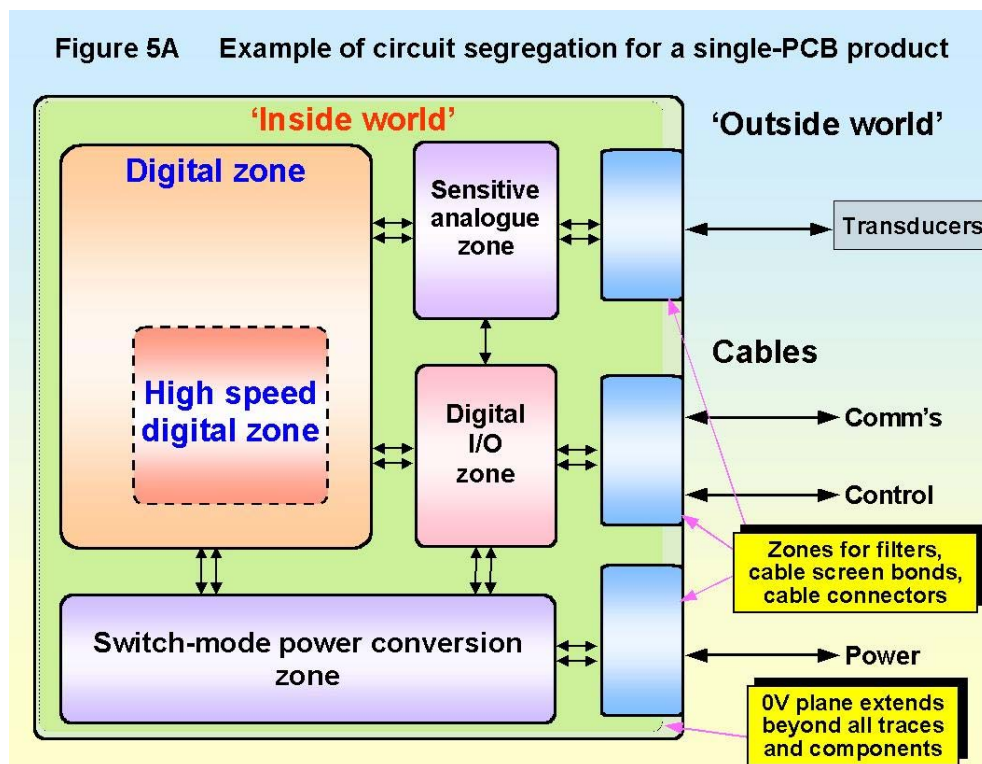 Figure 5A Example of circuit segregation for a single-PCB product
‘Inside world’
‘Outside world’
Digital zone
Sensitive
analogue
zone
Transducers
High speed
digital zone
Digital
I/O
zone
Cables
Comm's
Control
Zones for filters,
cable screen bonds,
cable connectors
Switch-mode power conversion
zone
Power
0V plane extends
beyond all traces
and components